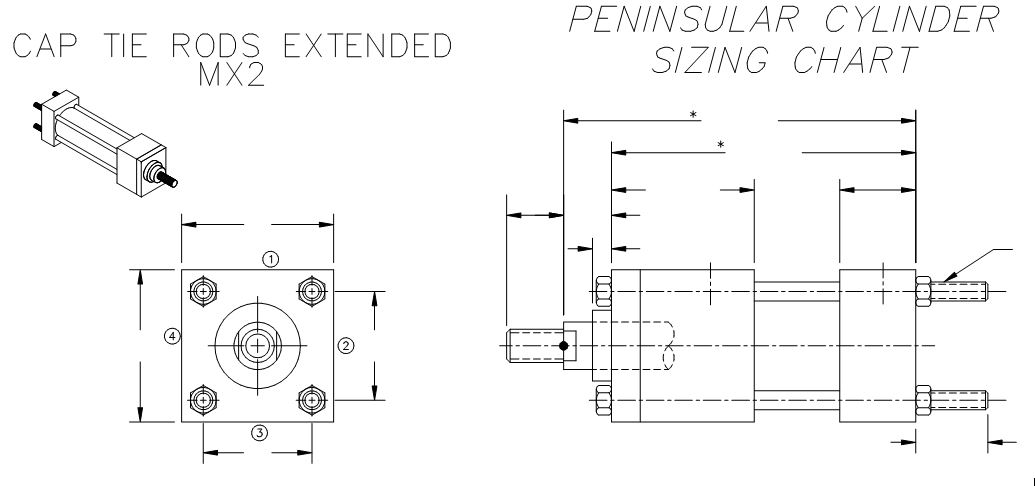 CAP TIE RODS EXTENDED
MX2
PENINSULAR CYLINDER
SIZING CHART
*
*
1
4
2
3